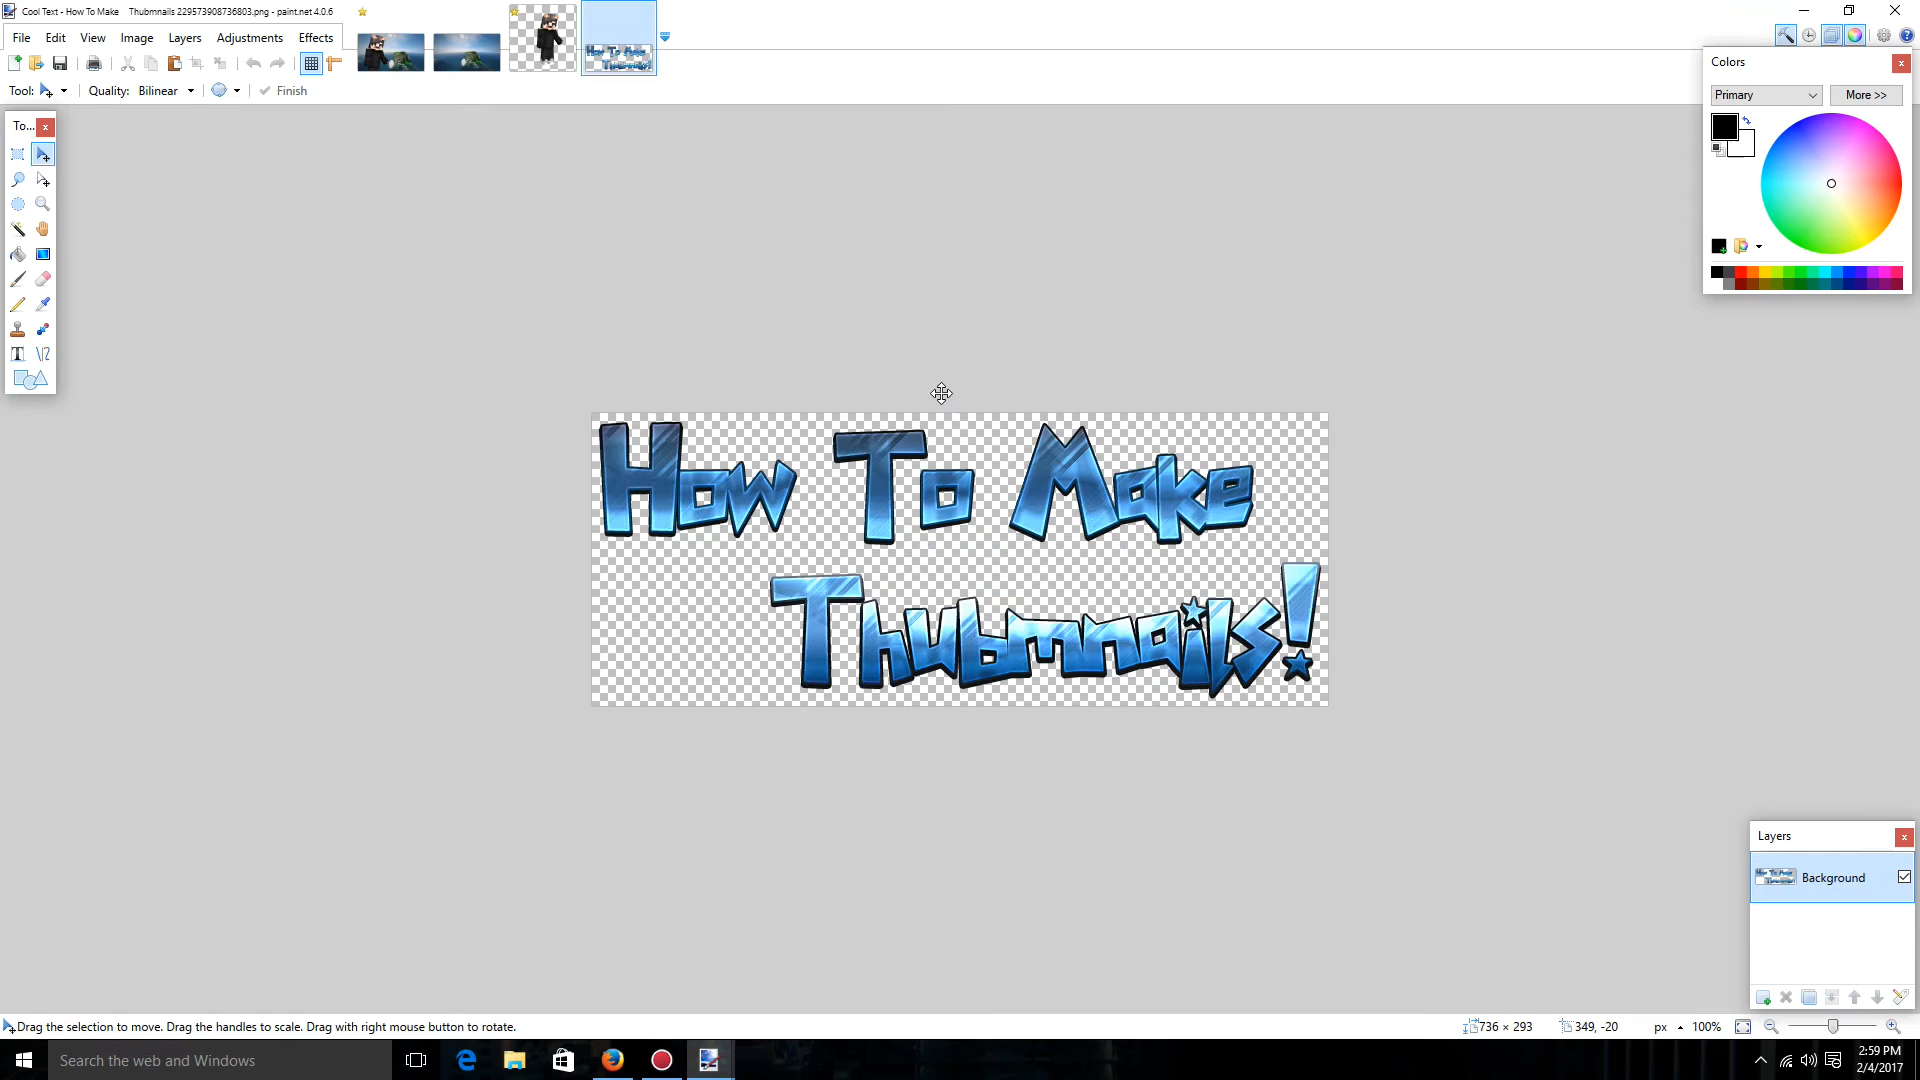 Cool Text - How To Make    Thubmnails 229573908736803.png - paint.net 4.0.6
File Edit View Image Layers Adjustments Effects
Tool: Quality: Bilinear Finish
To...
Colors
Primary More >>
How To Make
Thubmnails!
Layers
Background
Drag the selection to move. Drag the handles to scale. Drag with right mouse button to rotate.
736 × 293 349, -20 px 100%
Search the web and Windows
2:59 PM
2/4/2017